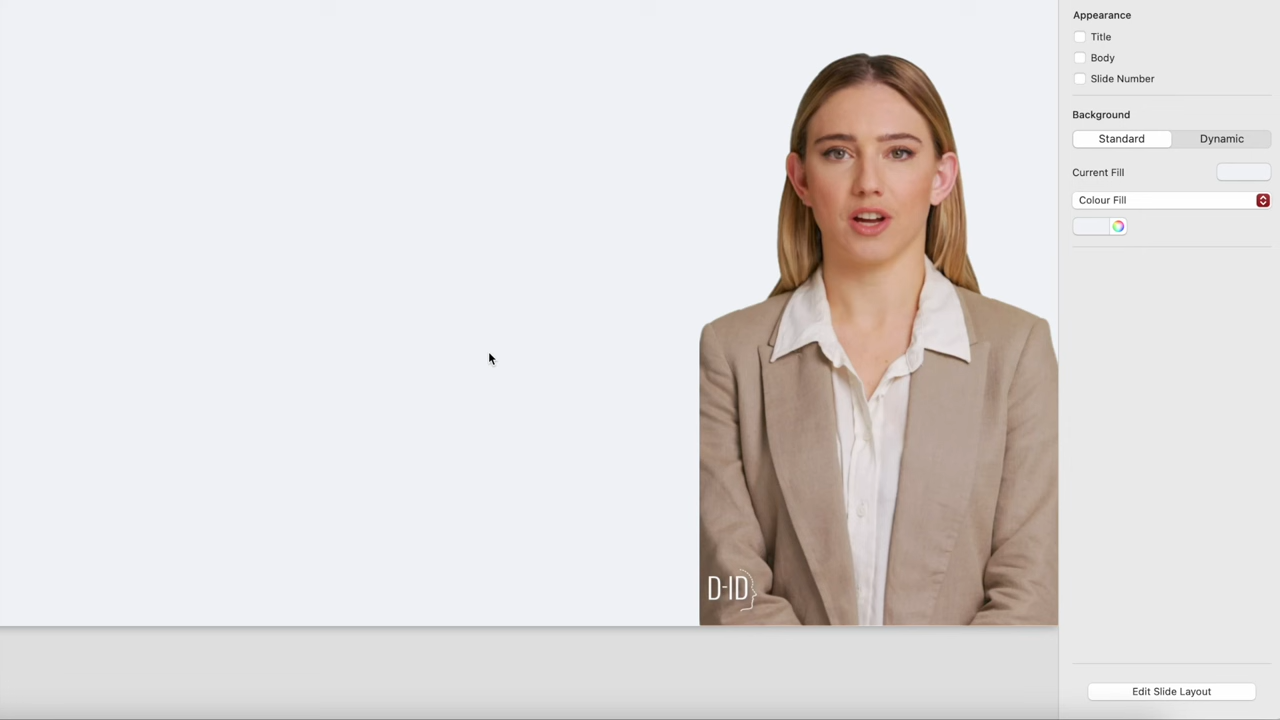 Appearance
Title
Body
Slide Number
Background
Standard Dynamic
Current Fill
Colour Fill
D-ID
Edit Slide Layout